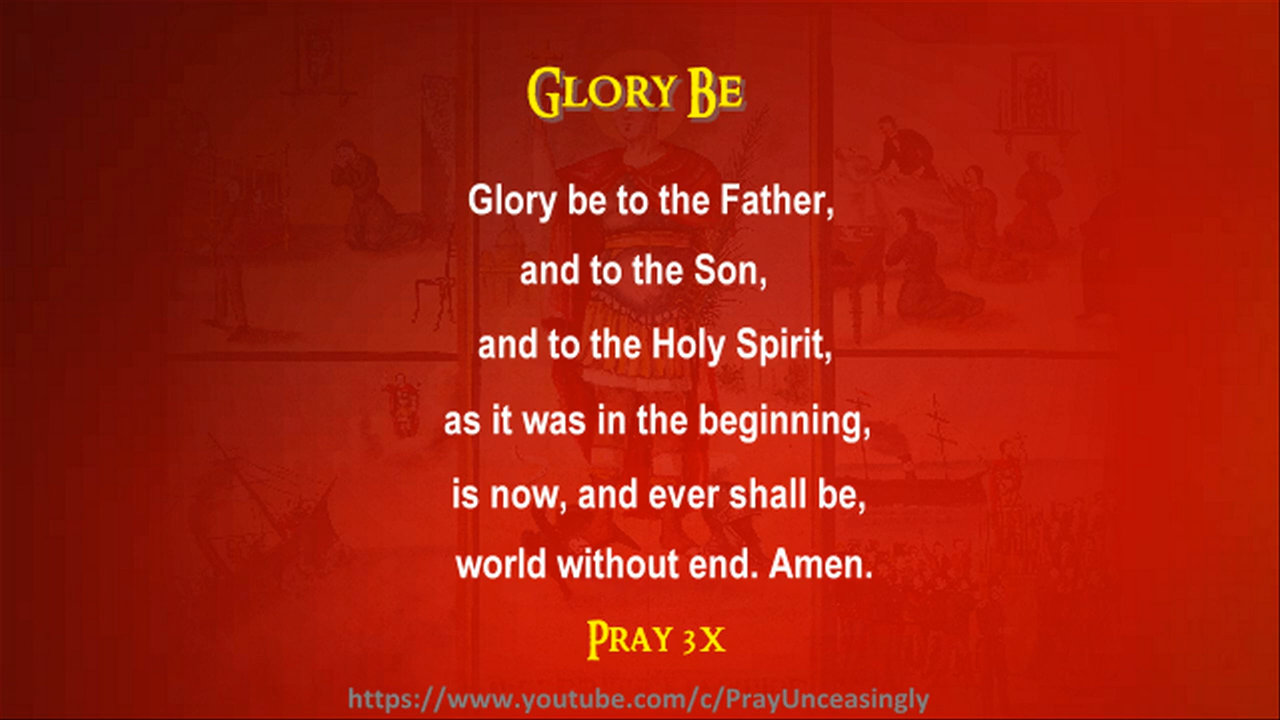 Glory Be
Glory be to the Father,
and to the Son,
and to the Holy Spirit,
as it was in the beginning,
is now, and ever shall be,
world without end. Amen.
Pray 3x
https://www.youtube.com/c/PrayUnceasingly